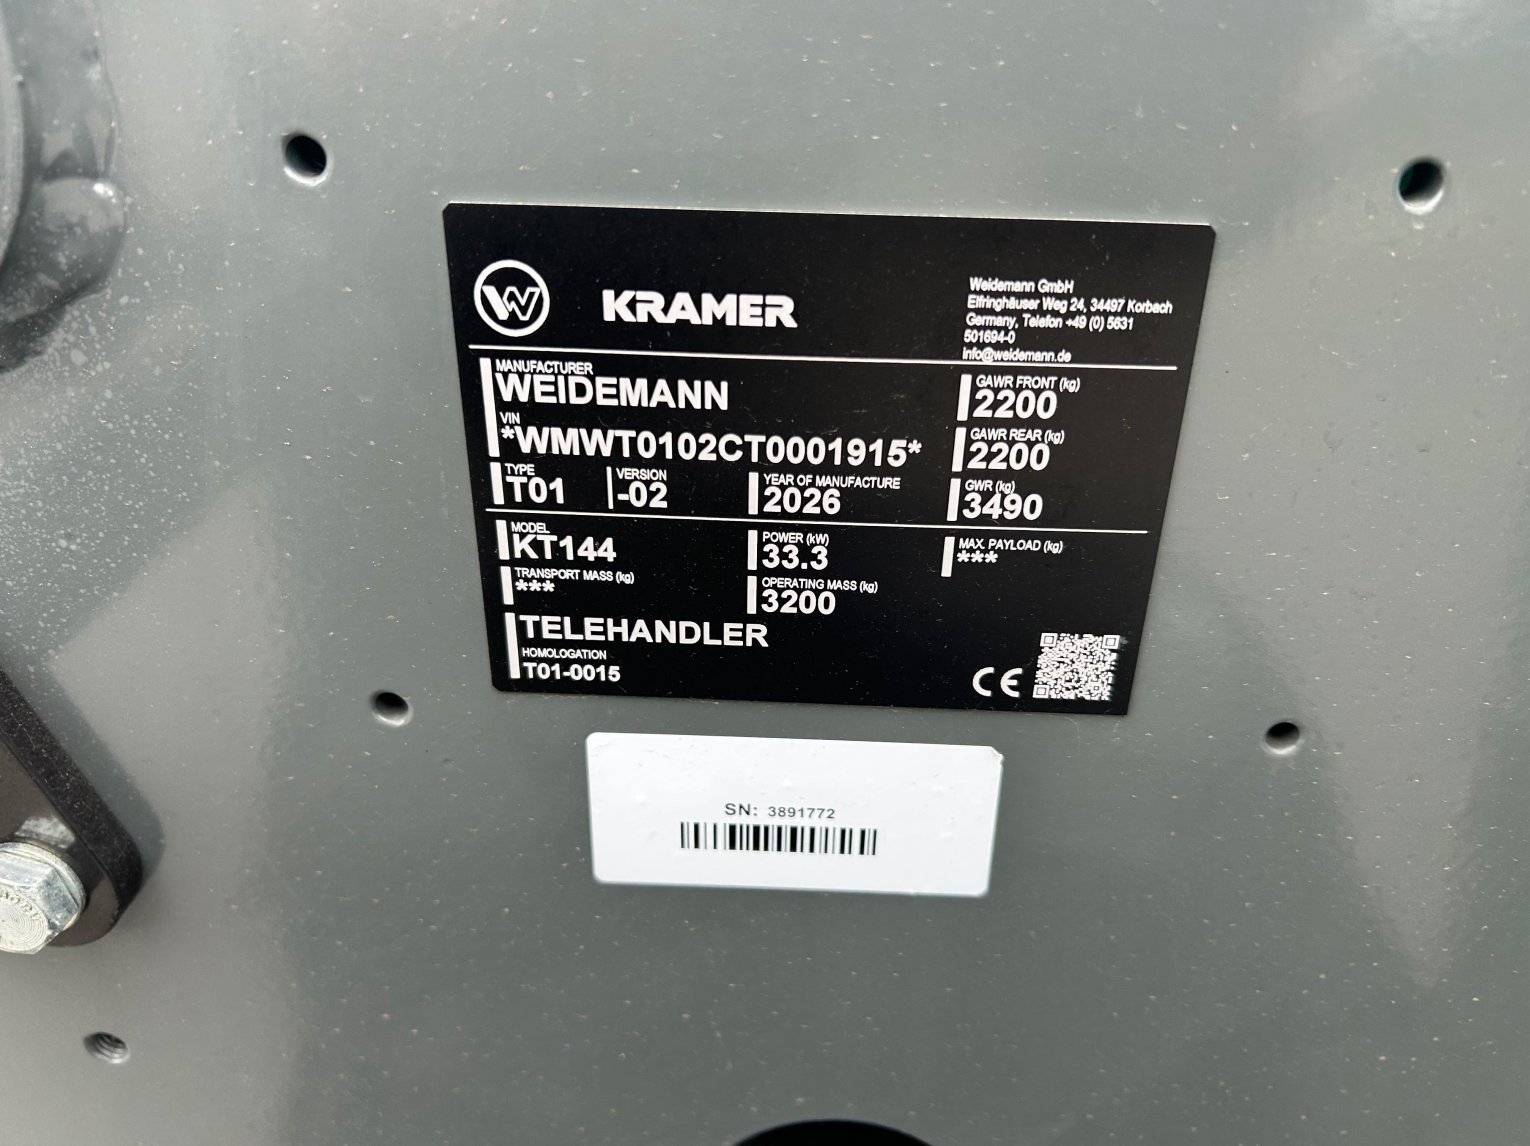 W KRAMER
Weidemann GmbH
Elfringhäuser Weg 24, 34497 Korbach
Germany, Telefon +49 (0) 5631
501694-0
info@weidemann.de
MANUFACTURER
WEIDEMANN
VIN
*WMWT0102CT0001915*
TYPE
T01
VERSION
-02
YEAR OF MANUFACTURE
2026
GAWR FRONT (kg)
2200
GAWR REAR (kg)
2200
GWR (kg)
3490
MODEL
KT144
POWER (kW)
33.3
MAX. PAYLOAD (kg)
***
TRANSPORT MASS (kg)
***
OPERATING MASS (kg)
3200
TELEHANDLER
HOMOLOGATION
T01-0015
CE
SN: 3891772